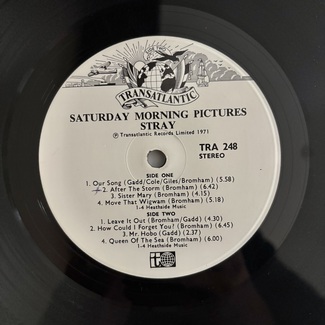 TRANSATLANTIC
SATURDAY MORNING PICTURES
STRAY
℗ Transatlantic Records Limited 1971
TRA 248
STEREO
SIDE ONE
1. Our Song (Gadd/Cole/Giles/Bromham) (5.58)
2. After The Storm (Bromham) (6.42)
3. Sister Mary (Bromham) (4.15)
4. Move That Wigwam (Bromham) (5.18)
1-4 Heathside Music
SIDE TWO
1. Leave It Out (Bromham/Gadd) (4.30)
2. How Could I Forget You? (Bromham) (6.45)
3. Mr. Hobo (Gadd) (2.37)
4. Queen Of The Sea (Bromham) (6.00)
1-4 Heathside Music